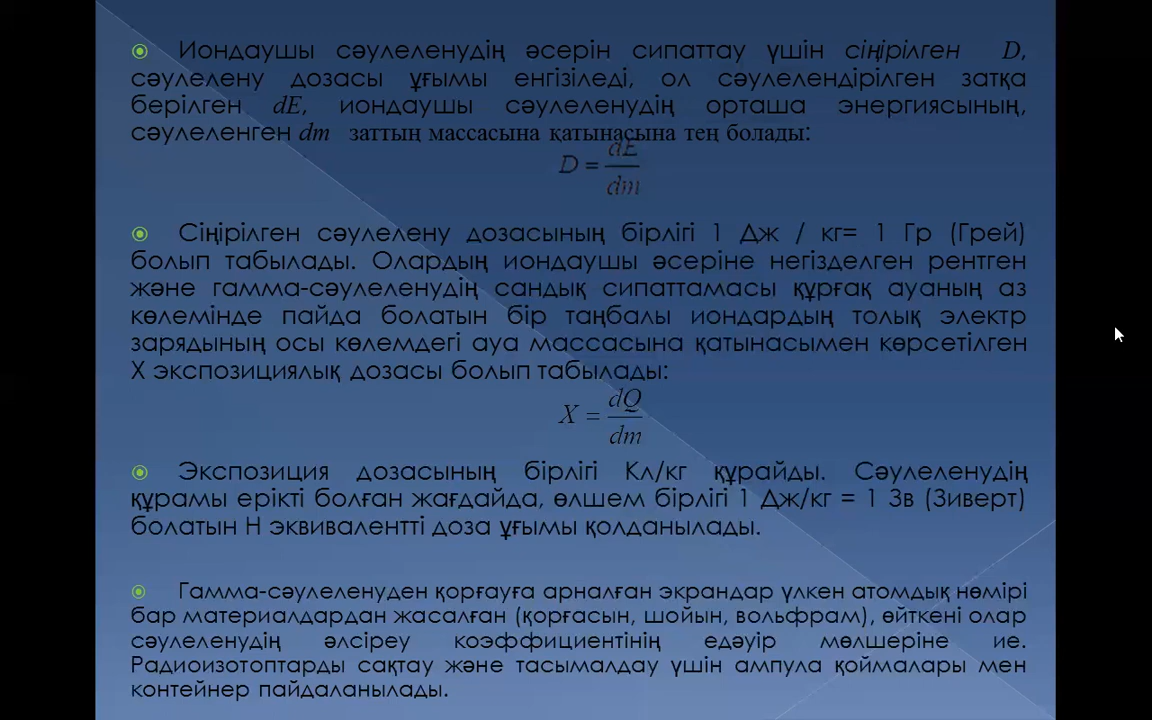 Иондаушы сәулеленудің әсерін сипаттау үшін сіңірілген D,
сәулелену дозасы ұғымы енгізіледі, ол сәулелендірілген затқа
берілген dE, иондаушы сәулеленудің орташа энергиясының,
сәулеленген dm заттың массасына қатынасына тең болады:
D = dE/dm
Сіңірілген сәулелену дозасының бірлігі 1 Дж / кг= 1 Гр (Грей)
болып табылады. Олардың иондаушы әсеріне негізделген рентген
және гамма-сәулеленудің сандық сипаттамасы құрғақ ауаның аз
көлемінде пайда болатын бір таңбалы иондардың толық электр
зарядының осы көлемдегі ауа массасына қатынасымен көрсетілген
Х экспозициялық дозасы болып табылады:
X = dQ/dm
Экспозиция дозасының бірлігі Кл/кг құрайды. Сәулеленудің
құрамы ерікті болған жағдайда, өлшем бірлігі 1 Дж/кг = 1 Зв (Зиверт)
болатын Н эквивалентті доза ұғымы қолданылады.
Гамма-сәулеленуден қорғауға арналған экрандар үлкен атомдық нөмірі
бар материалдардан жасалған (қорғасын, шойын, вольфрам), өйткені олар
сәулеленудің әлсіреу коэффициентінің едәуір мөлшеріне ие.
Радиоизотоптарды сақтау және тасымалдау үшін ампула қоймалары мен
контейнер пайдаланылады.